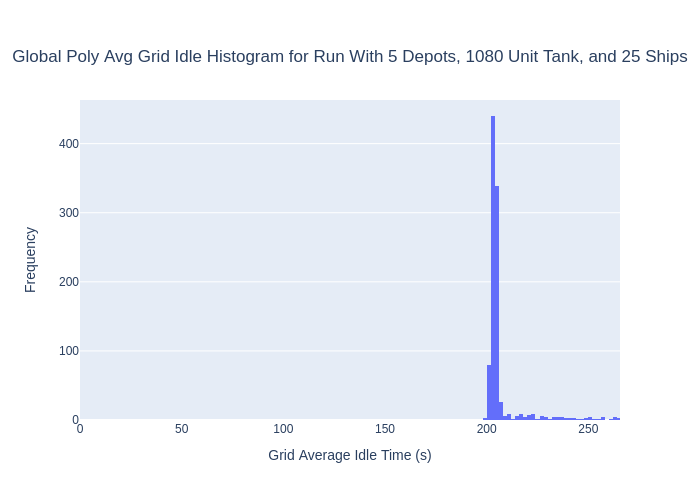 Global Poly Avg Grid Idle Histogram for Run With 5 Depots, 1080 Unit Tank, and 25 Ships
400
300
200
100
0
Frequency
0 50 100 150 200 250
Grid Average Idle Time (s)